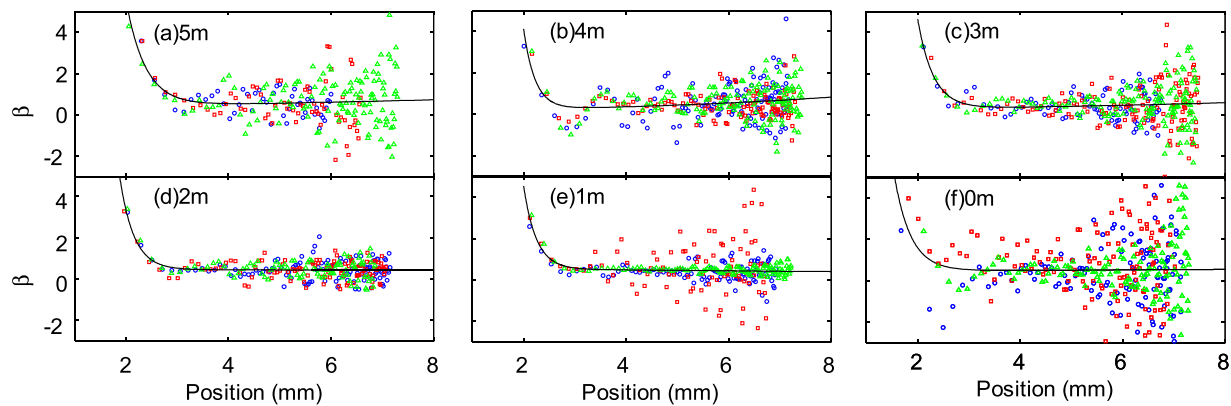 (a)5m (b)4m (c)3m
4
2
0
-2
β
(d)2m (e)1m (f)0m
4
2
0
-2
β
2 4 6 8 2 4 6 8 2 4 6 8
Position (mm) Position (mm) Position (mm)